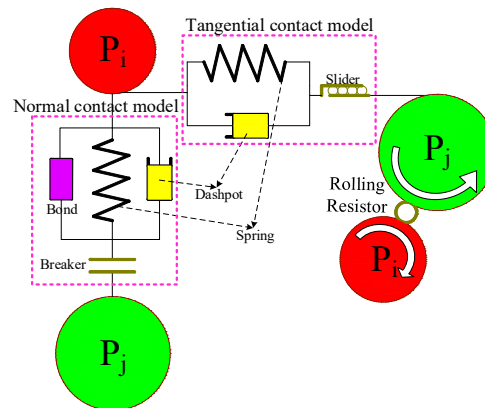 Tangential contact model
Pi
Slider
Normal contact model
Pj
Bond
Dashpot
Rolling
Resistor
Spring
Breaker
Pi
Pj